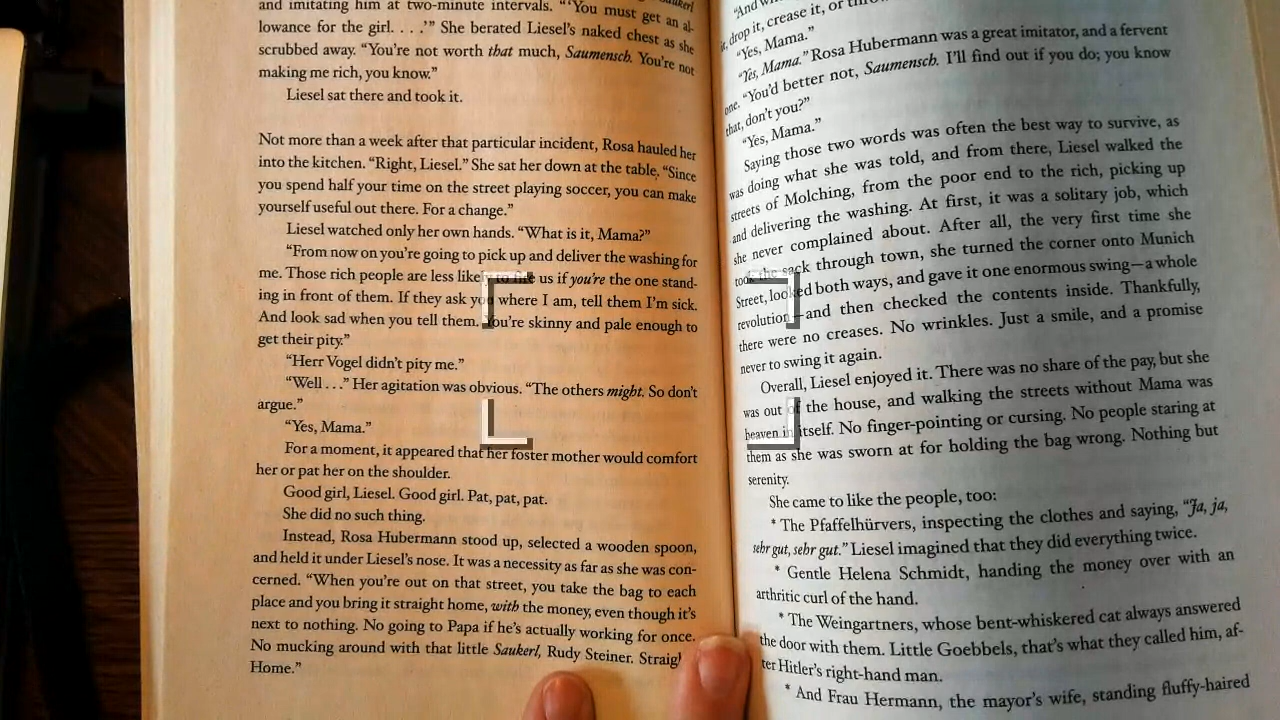 and imitating him at two-minute intervals. “‘You must get an al-
lowance for the girl. . . .’” She berated Liesel’s naked chest as she
scrubbed away. “You’re not worth that much, Saumensch. You’re not
making me rich, you know.”
Liesel sat there and took it.
Not more than a week after that particular incident, Rosa hauled her
into the kitchen. “Right, Liesel.” She sat her down at the table. “Since
you spend half your time on the street playing soccer, you can make
yourself useful out there. For a change.”
Liesel watched only her own hands. “What is it, Mama?”
“From now on you’re going to pick up and deliver the washing for
me. Those rich people are less likely to fire us if you’re the one stand-
ing in front of them. If they ask you where I am, tell them I’m sick.
And look sad when you tell them. You’re skinny and pale enough to
get their pity.”
“Herr Vogel didn’t pity me.”
“Well . . .” Her agitation was obvious. “The others might. So don’t
argue.”
“Yes, Mama.”
For a moment, it appeared that her foster mother would comfort
her or pat her on the shoulder.
Good girl, Liesel. Good girl. Pat, pat, pat.
She did no such thing.
Instead, Rosa Hubermann stood up, selected a wooden spoon,
and held it under Liesel’s nose. It was a necessity as far as she was con-
cerned. “When you’re out on that street, you take the bag to each
place and you bring it straight home, with the money, even though it’s
next to nothing. No going to Papa if he’s actually working for once.
No mucking around with that little Saukerl, Rudy Steiner. Straight.
Home.”
drop it, crease it, or
“Yes, Mama.”
“Yes, Mama.” Rosa Hubermann was a great imitator, and a fervent
one. “You’d better not, Saumensch. I’ll find out if you do; you know
that, don’t you?”
“Yes, Mama.”
Saying those two words was often the best way to survive, as
was doing what she was told, and from there, Liesel walked the
streets of Molching, from the poor end to the rich, picking up
and delivering the washing. At first, it was a solitary job, which
she never complained about. After all, the very first time she
took the sack through town, she turned the corner onto Munich
Street, looked both ways, and gave it one enormous swing—a whole
revolution—and then checked the contents inside. Thankfully,
there were no creases. No wrinkles. Just a smile, and a promise
never to swing it again.
Overall, Liesel enjoyed it. There was no share of the pay, but she
was out of the house, and walking the streets without Mama was
heaven in itself. No finger-pointing or cursing. No people staring at
them as she was sworn at for holding the bag wrong. Nothing but
serenity.
She came to like the people, too:
* The Pfaffelhürvers, inspecting the clothes and saying, “Ja, ja,
sehr gut, sehr gut.” Liesel imagined that they did everything twice.
* Gentle Helena Schmidt, handing the money over with an
arthritic curl of the hand.
* The Weingartners, whose bent-whiskered cat always answered
the door with them. Little Goebbels, that’s what they called him, af-
ter Hitler’s right-hand man.
* And Frau Hermann, the mayor’s wife, standing fluffy-haired